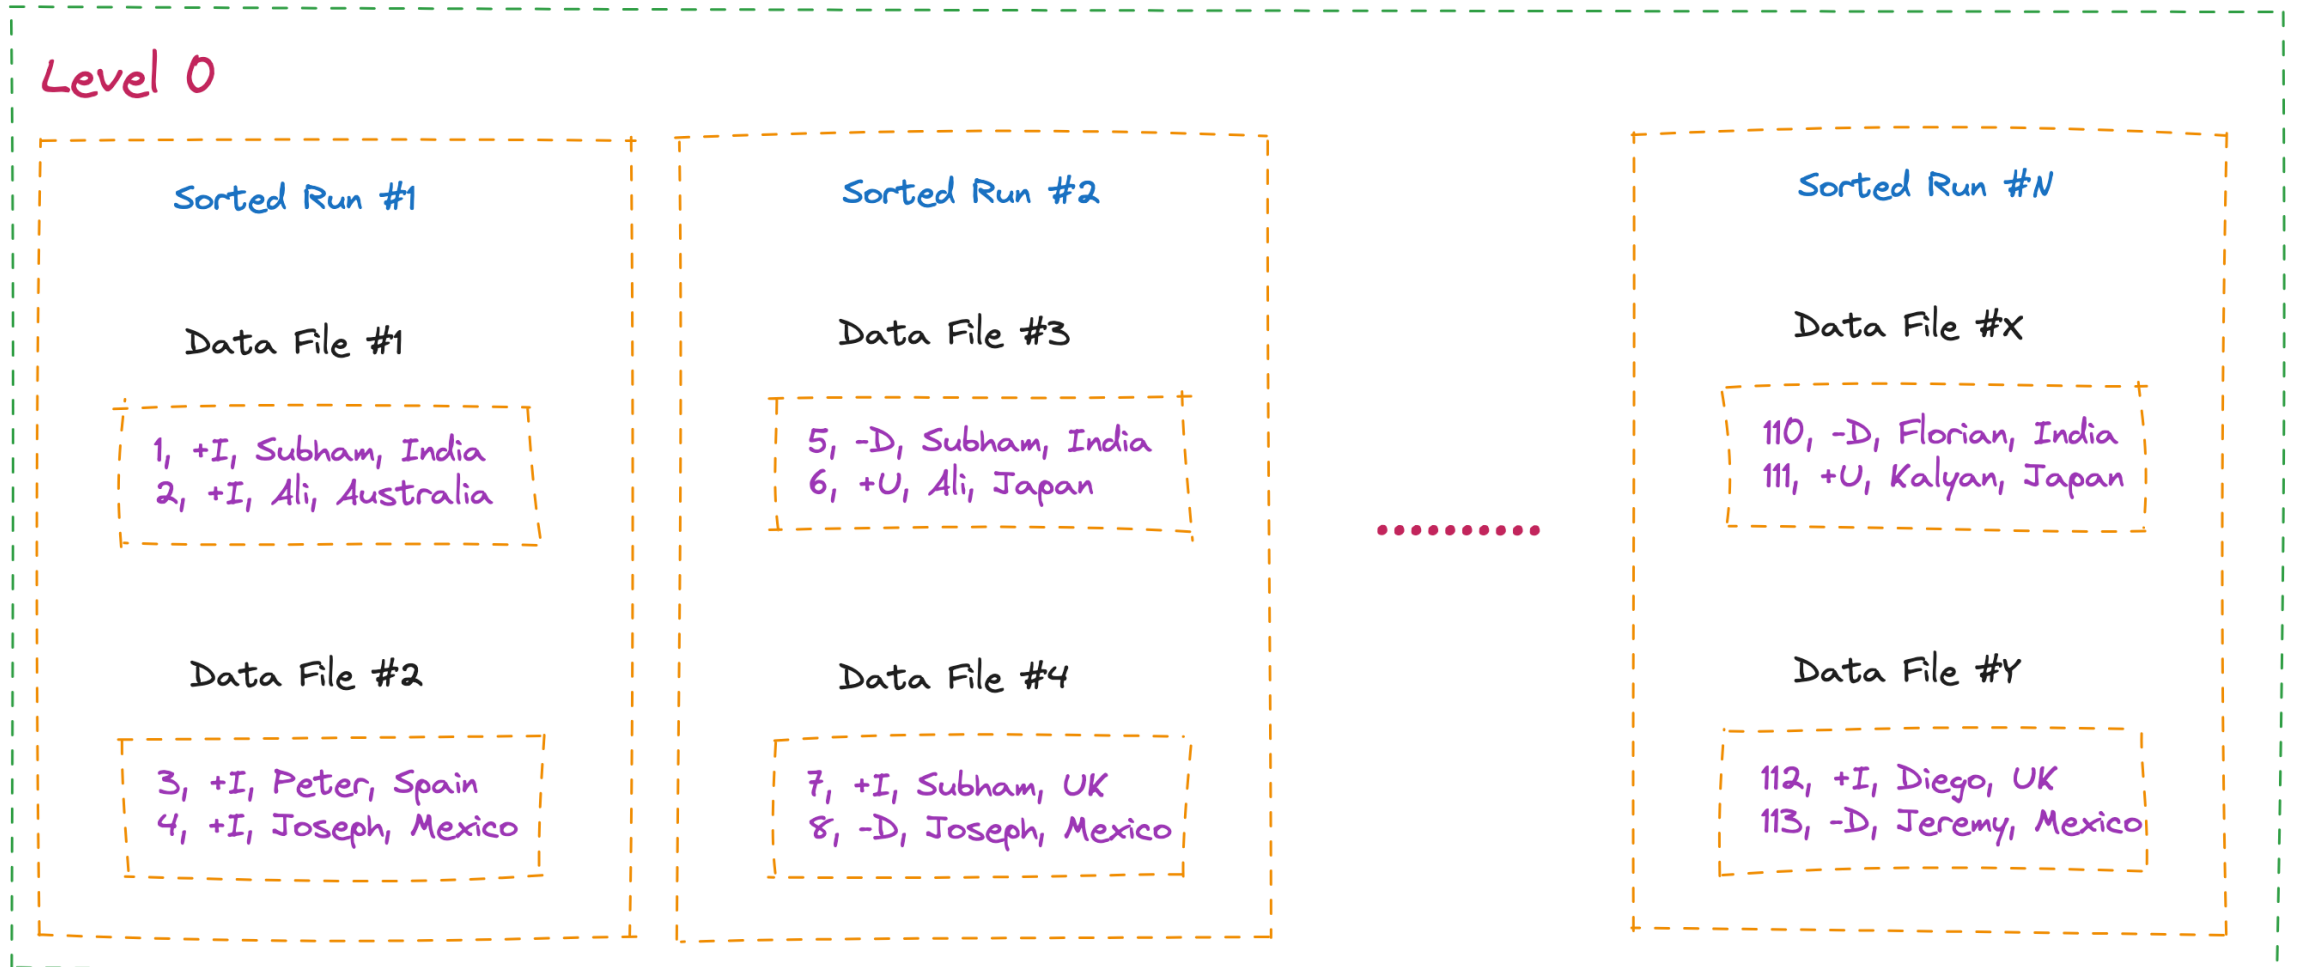 Level 0
Sorted Run #1
Data File #1
1, +I, Subham, India
2, +I, Ali, Australia
Data File #2
3, +I, Peter, Spain
4, +I, Joseph, Mexico
Sorted Run #2
Data File #3
5, -D, Subham, India
6, +U, Ali, Japan
Data File #4
7, +I, Subham, UK
8, -D, Joseph, Mexico
Sorted Run #N
Data File #X
110, -D, Florian, India
111, +U, Kalyan, Japan
Data File #Y
112, +I, Diego, UK
113, -D, Jeremy, Mexico